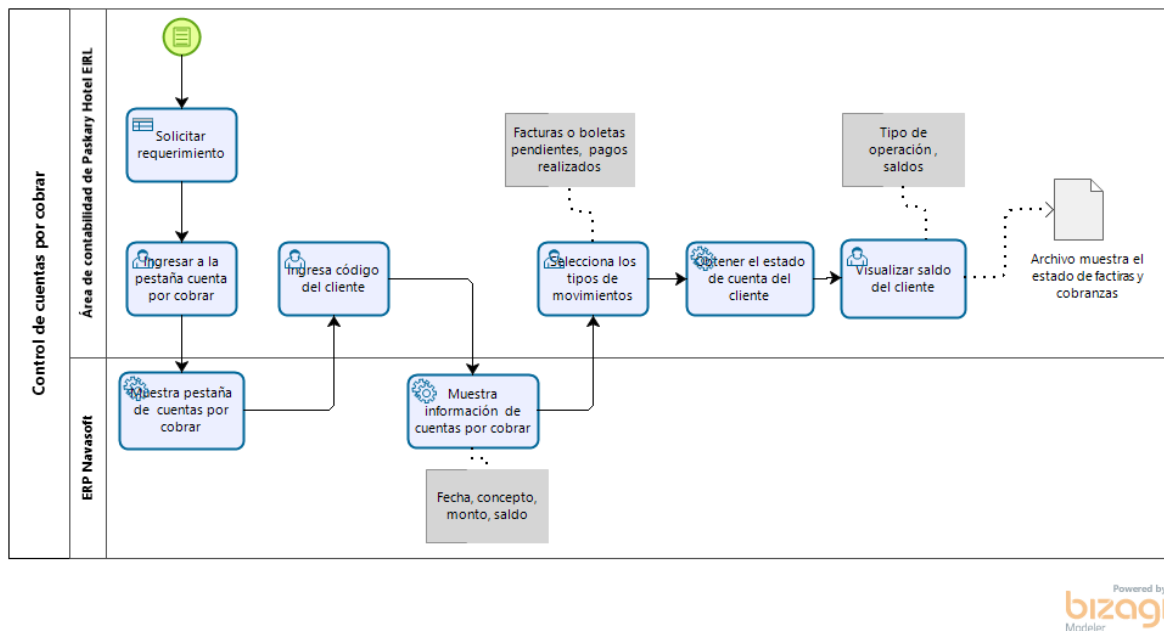 Control de cuentas por cobrar
Área de contabilidad de Paskary Hotel EIRL
Solicitar
requerimiento
Ingresar a la
pestaña cuenta
por cobrar
Ingresa código
del cliente
Facturas o boletas
pendientes, pagos
realizados
Selecciona los
tipos de
movimientos
Obtener el estado
de cuenta del
cliente
Tipo de
operación ,
saldos
Visualizar saldo
del cliente
Archivo muestra el
estado de factiras y
cobranzas
ERP Navasoft
Muestra pestaña
de cuentas por
cobrar
Muestra
información de
cuentas por cobrar
Fecha, concepto,
monto, saldo
Powered by
bizagi
Modeler